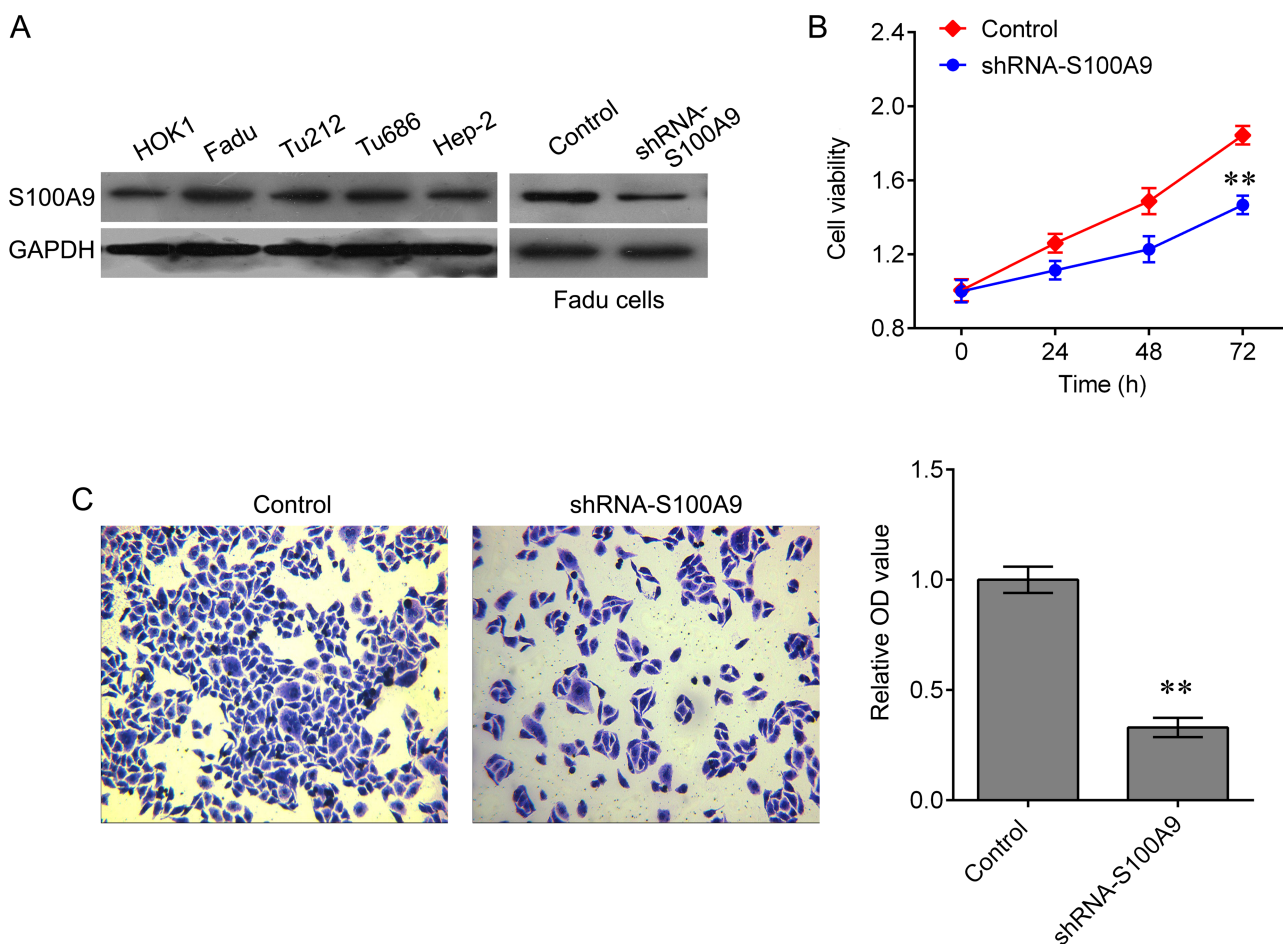 A
HOK1 Fadu Tu212 Tu686 Hep-2 Control shRNA-
S100A9
S100A9
GAPDH
Fadu cells
B
2.4
2.0
1.6
1.2
0.8
Cell viability
Control
shRNA-S100A9
**
0 24 48 72
Time (h)
C
Control shRNA-S100A9
1.5
1.0
0.5
0.0
Relative OD value
**
Control shRNA-S100A9